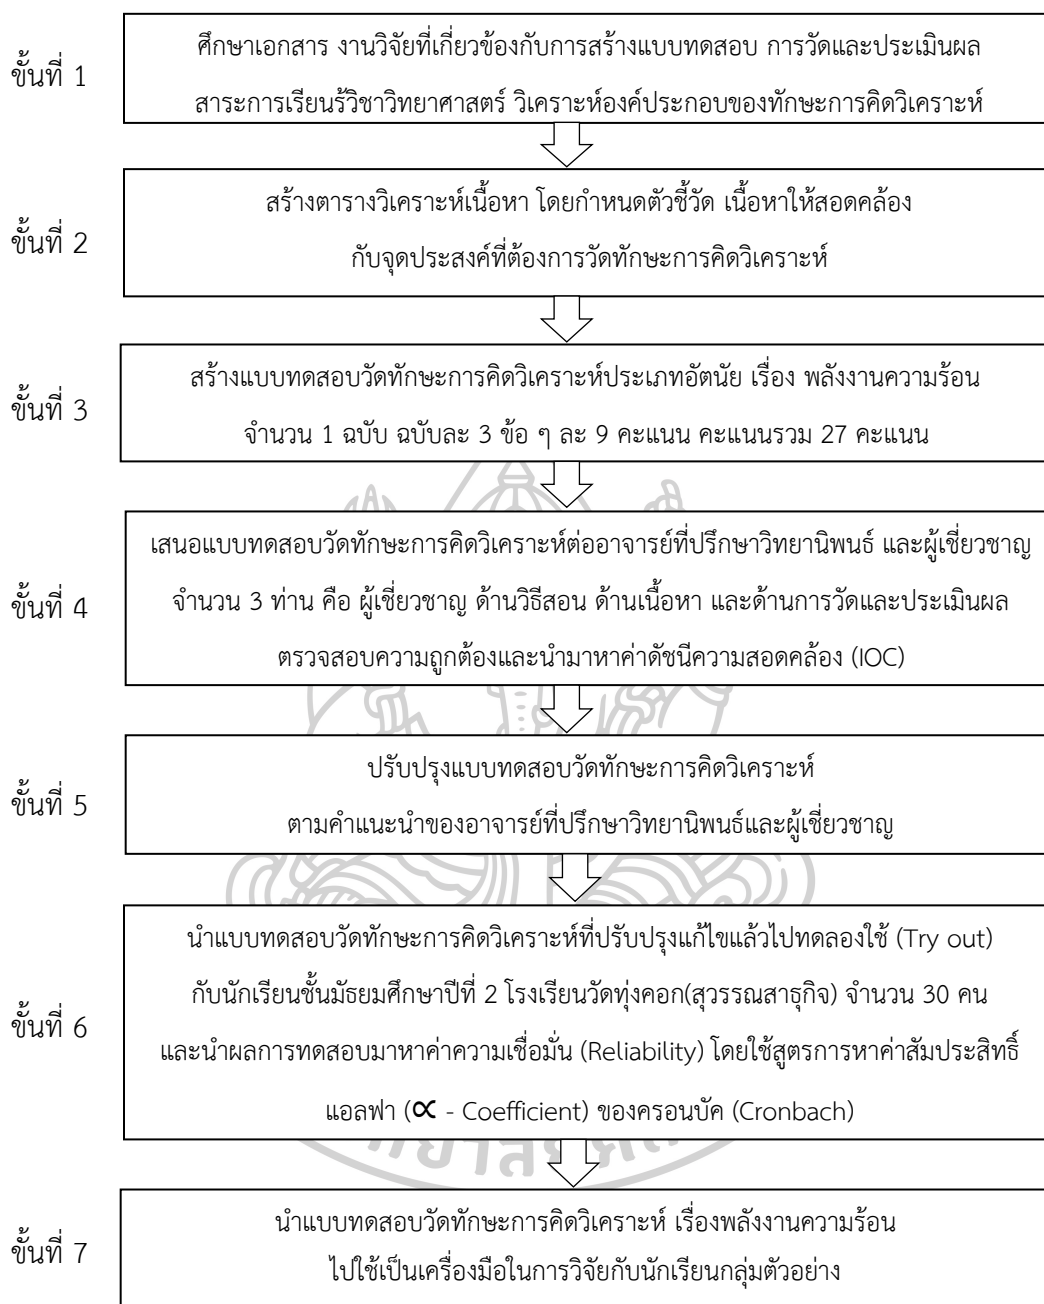 ขั้นที่ 1
ศึกษาเอกสาร งานวิจัยที่เกี่ยวข้องกับการสร้างแบบทดสอบ การวัดและประเมินผล
สาระการเรียนรู้วิชาวิทยาศาสตร์ วิเคราะห์องค์ประกอบของทักษะการคิดวิเคราะห์
ขั้นที่ 2
สร้างตารางวิเคราะห์เนื้อหา โดยกำหนดตัวชี้วัด เนื้อหาให้สอดคล้อง
กับจุดประสงค์ที่ต้องการวัดทักษะการคิดวิเคราะห์
ขั้นที่ 3
สร้างแบบทดสอบวัดทักษะการคิดวิเคราะห์ประเภทอัตนัย เรื่อง พลังงานความร้อน
จำนวน 1 ฉบับ ฉบับละ 3 ข้อ ๆ ละ 9 คะแนน คะแนนรวม 27 คะแนน
ขั้นที่ 4
เสนอแบบทดสอบวัดทักษะการคิดวิเคราะห์ต่ออาจารย์ที่ปรึกษาวิทยานิพนธ์ และผู้เชี่ยวชาญ
จำนวน 3 ท่าน คือ ผู้เชี่ยวชาญ ด้านวิธีสอน ด้านเนื้อหา และด้านการวัดและประเมินผล
ตรวจสอบความถูกต้องและนำมาหาค่าดัชนีความสอดคล้อง (IOC)
ขั้นที่ 5
ปรับปรุงแบบทดสอบวัดทักษะการคิดวิเคราะห์
ตามคำแนะนำของอาจารย์ที่ปรึกษาวิทยานิพนธ์และผู้เชี่ยวชาญ
ขั้นที่ 6
นำแบบทดสอบวัดทักษะการคิดวิเคราะห์ที่ปรับปรุงแก้ไขแล้วไปทดลองใช้ (Try out)
กับนักเรียนชั้นมัธยมศึกษาปีที่ 2 โรงเรียนวัดทุ่งคอก(สุวรรณสาธุกิจ) จำนวน 30 คน
และนำผลการทดสอบมาหาค่าความเชื่อมั่น (Reliability) โดยใช้สูตรการหาค่าสัมประสิทธิ์
แอลฟา (∝ - Coefficient) ของครอนบัค (Cronbach)
ขั้นที่ 7
นำแบบทดสอบวัดทักษะการคิดวิเคราะห์ เรื่องพลังงานความร้อน
ไปใช้เป็นเครื่องมือในการวิจัยกับนักเรียนกลุ่มตัวอย่าง